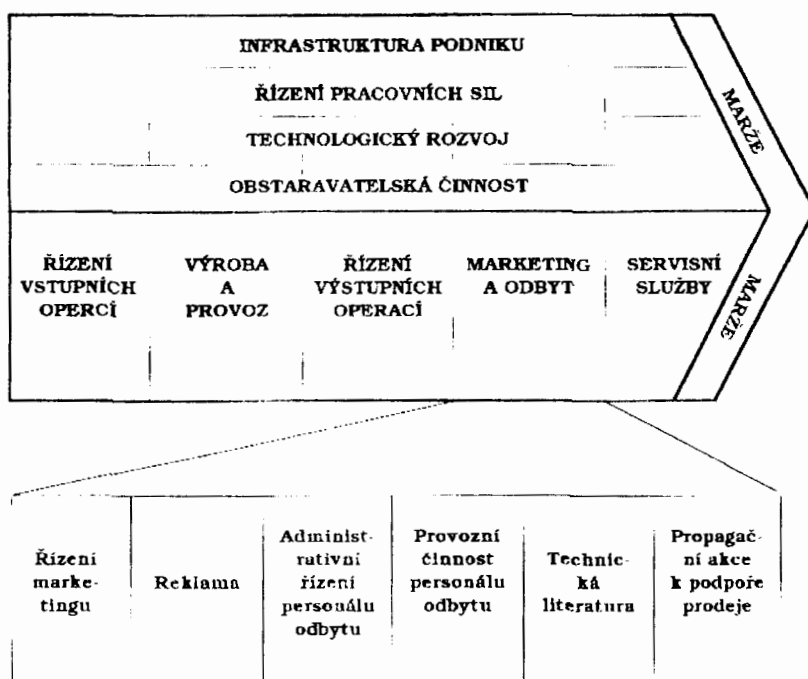 INFRASTRUKTURA PODNIKU
ŘÍZENÍ PRACOVNÍCH SIL
TECHNOLOGICKÝ ROZVOJ
OBSTARAVATELSKÁ ČINNOST
MARŽE
ŘÍZENÍ
VSTUPNÍCH
OPERCÍ
VÝROBA
A
PROVOZ
ŘÍZENÍ
VÝSTUPNÍCH
OPERACÍ
MARKETING
A ODBYT
SERVISNÍ
SLUŽBY
MARŽE
Řízení
marke-
tingu
Reklama
Administ-
rativní
řízení
personálu
odbytu
Provozní
činnost
personálu
odbytu
Technic-
ká
literatura
Propagač-
ní akce
k podpoře
prodeje